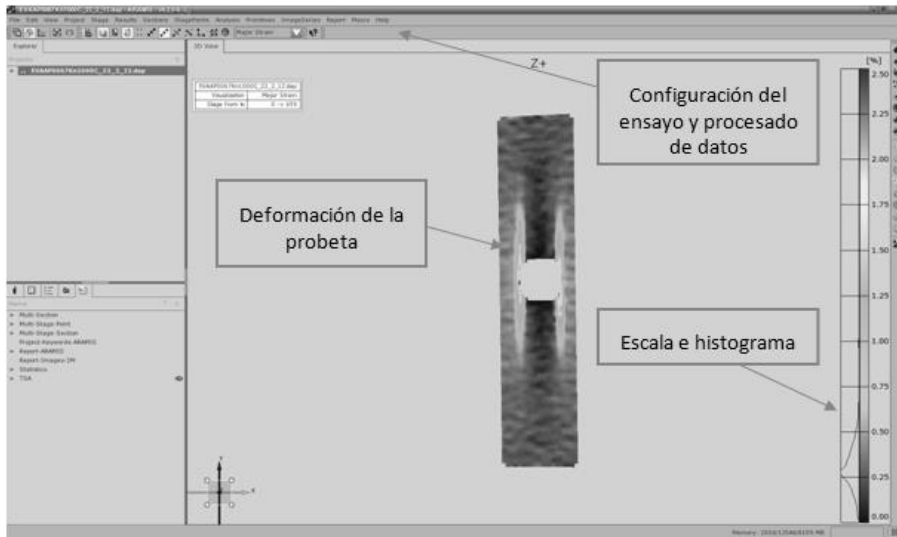 File Edit View Project Stage Results Sections StagePoints Analysis Primitives ImageSeries Report Macro Help
Major Strain
Explorer
3D View
Z+
[%]
Visualization Major Strain
2.50
2.25
2.00
1.75
1.50
1.25
1.00
0.75
0.50
0.25
0.00
Configuración del
ensayo y procesado
de datos
Deformación de la
probeta
Escala e histograma
Name
Multi-Section
Multi-Stage-Point
Multi-Stage-Section
Project-Keywords-ARAMIS
Report-ARAMIS
Report-Images-IM
Statistics
Y
X